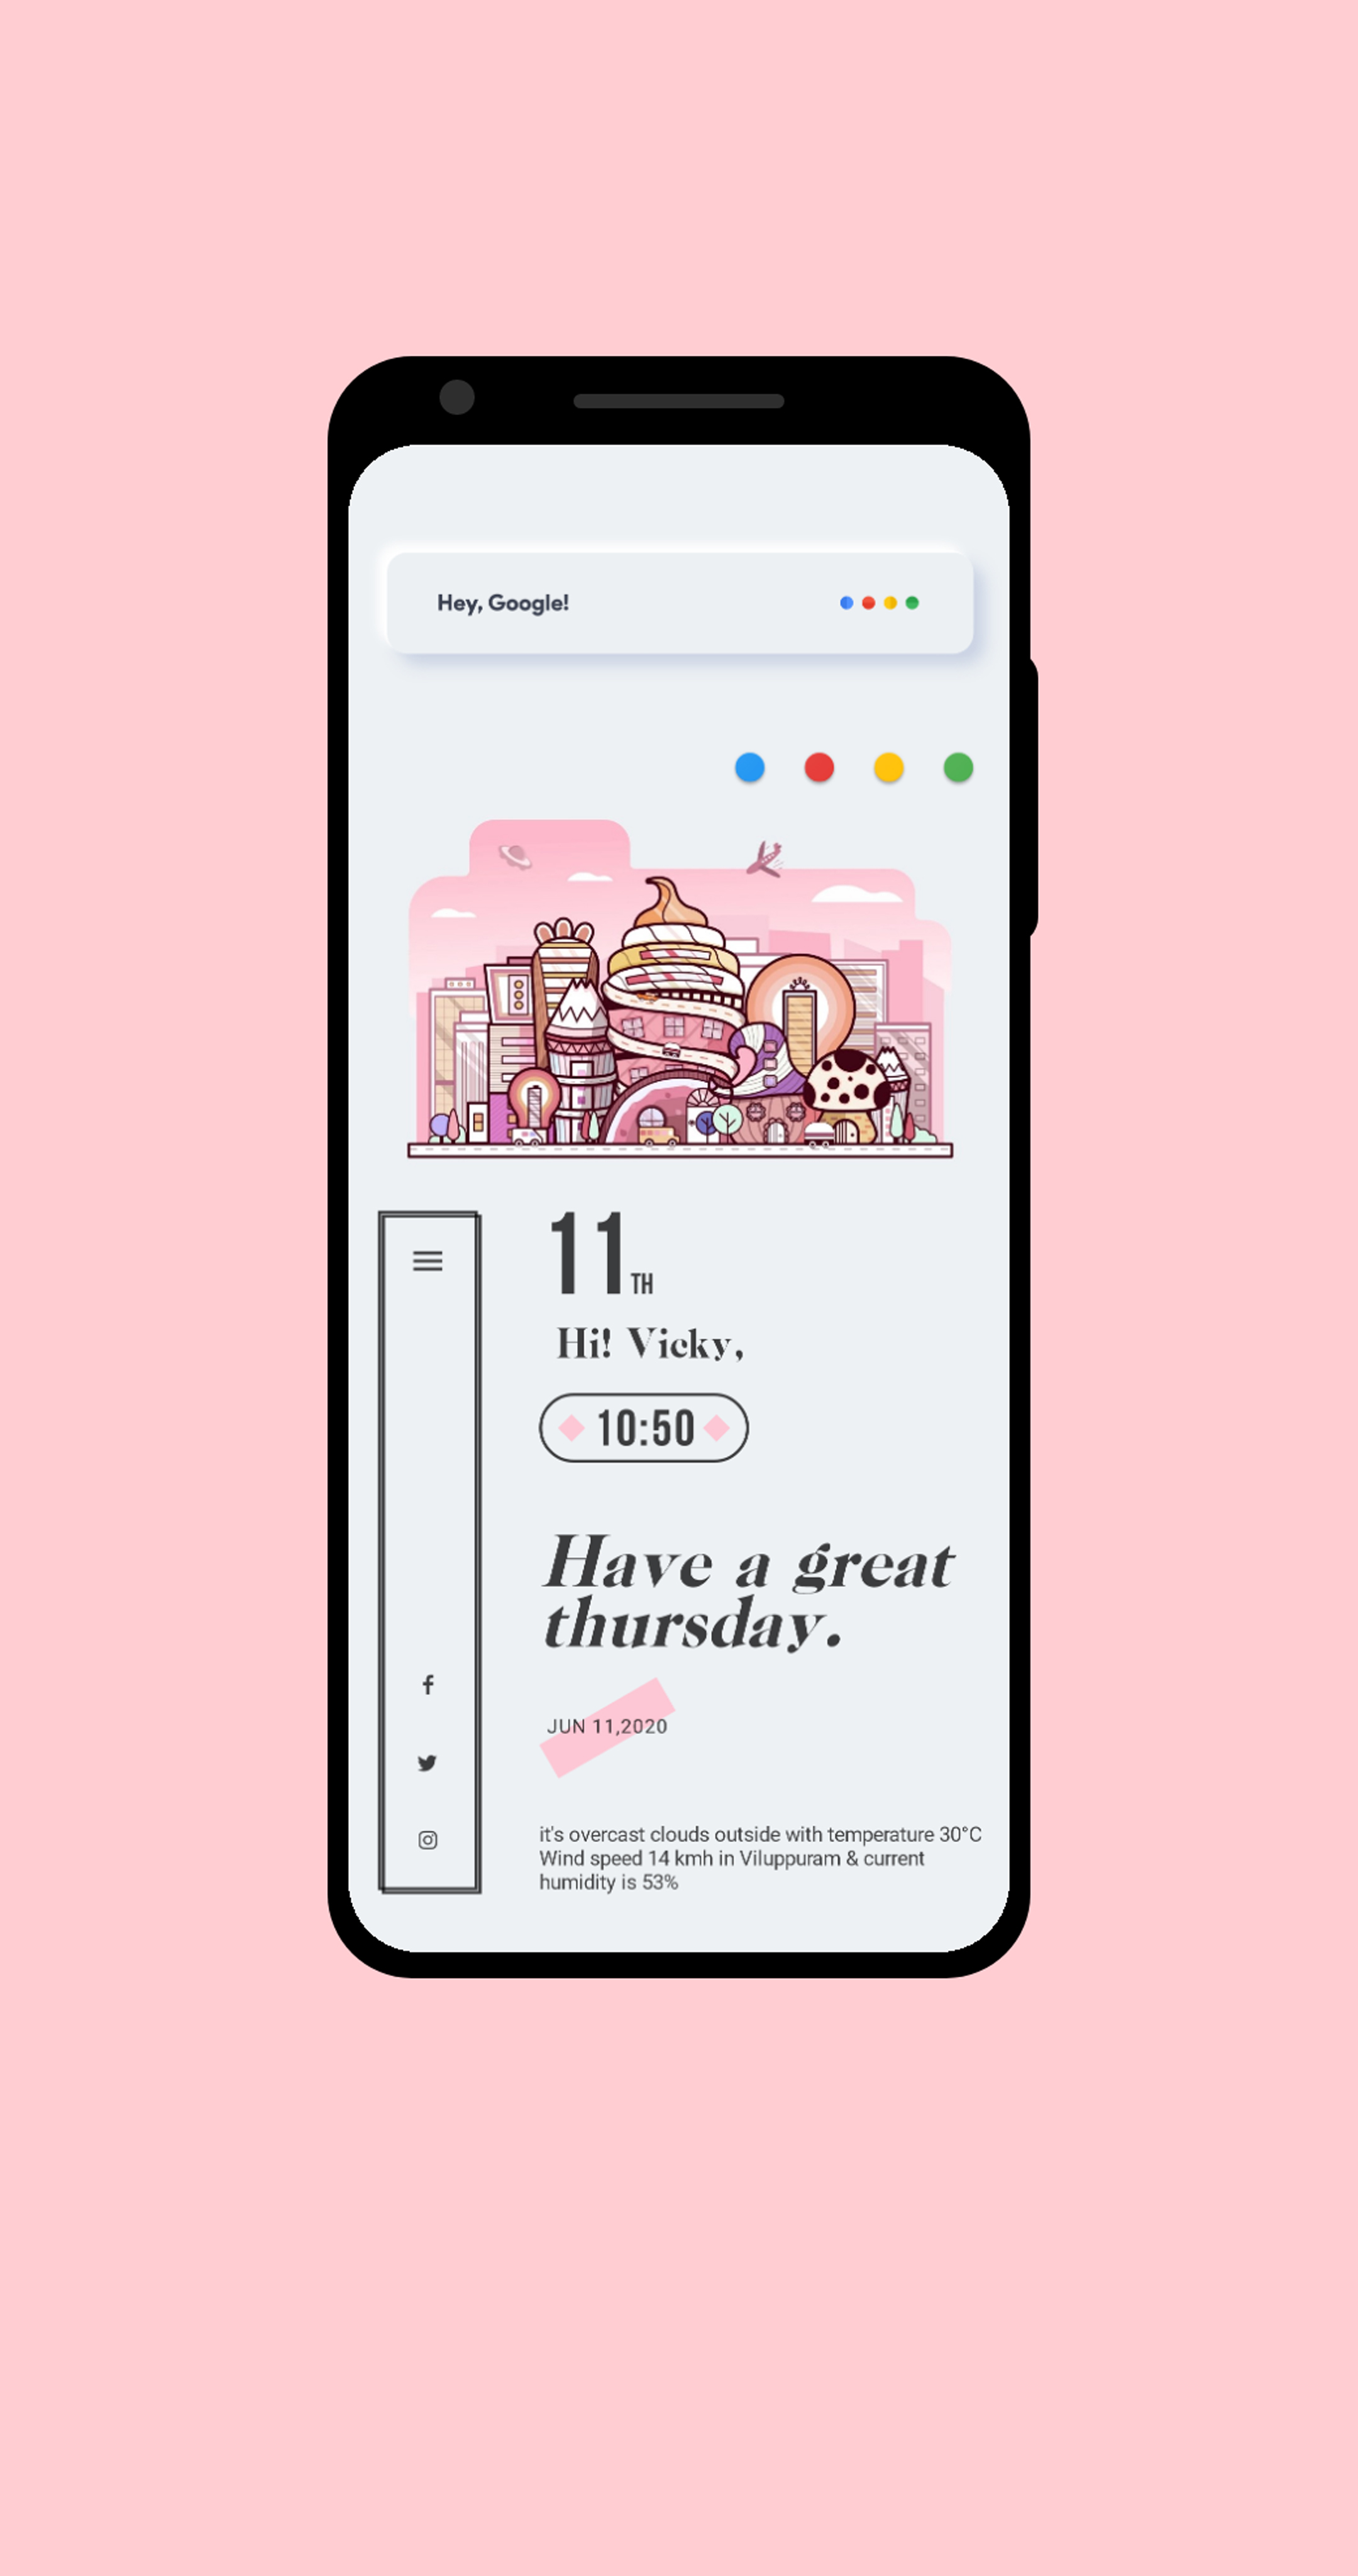 Hey, Google!
11TH
Hi! Vicky,
10:50
Have a great
thursday.
JUN 11,2020
it's overcast clouds outside with temperature 30°C
Wind speed 14 kmh in Viluppuram & current
humidity is 53%